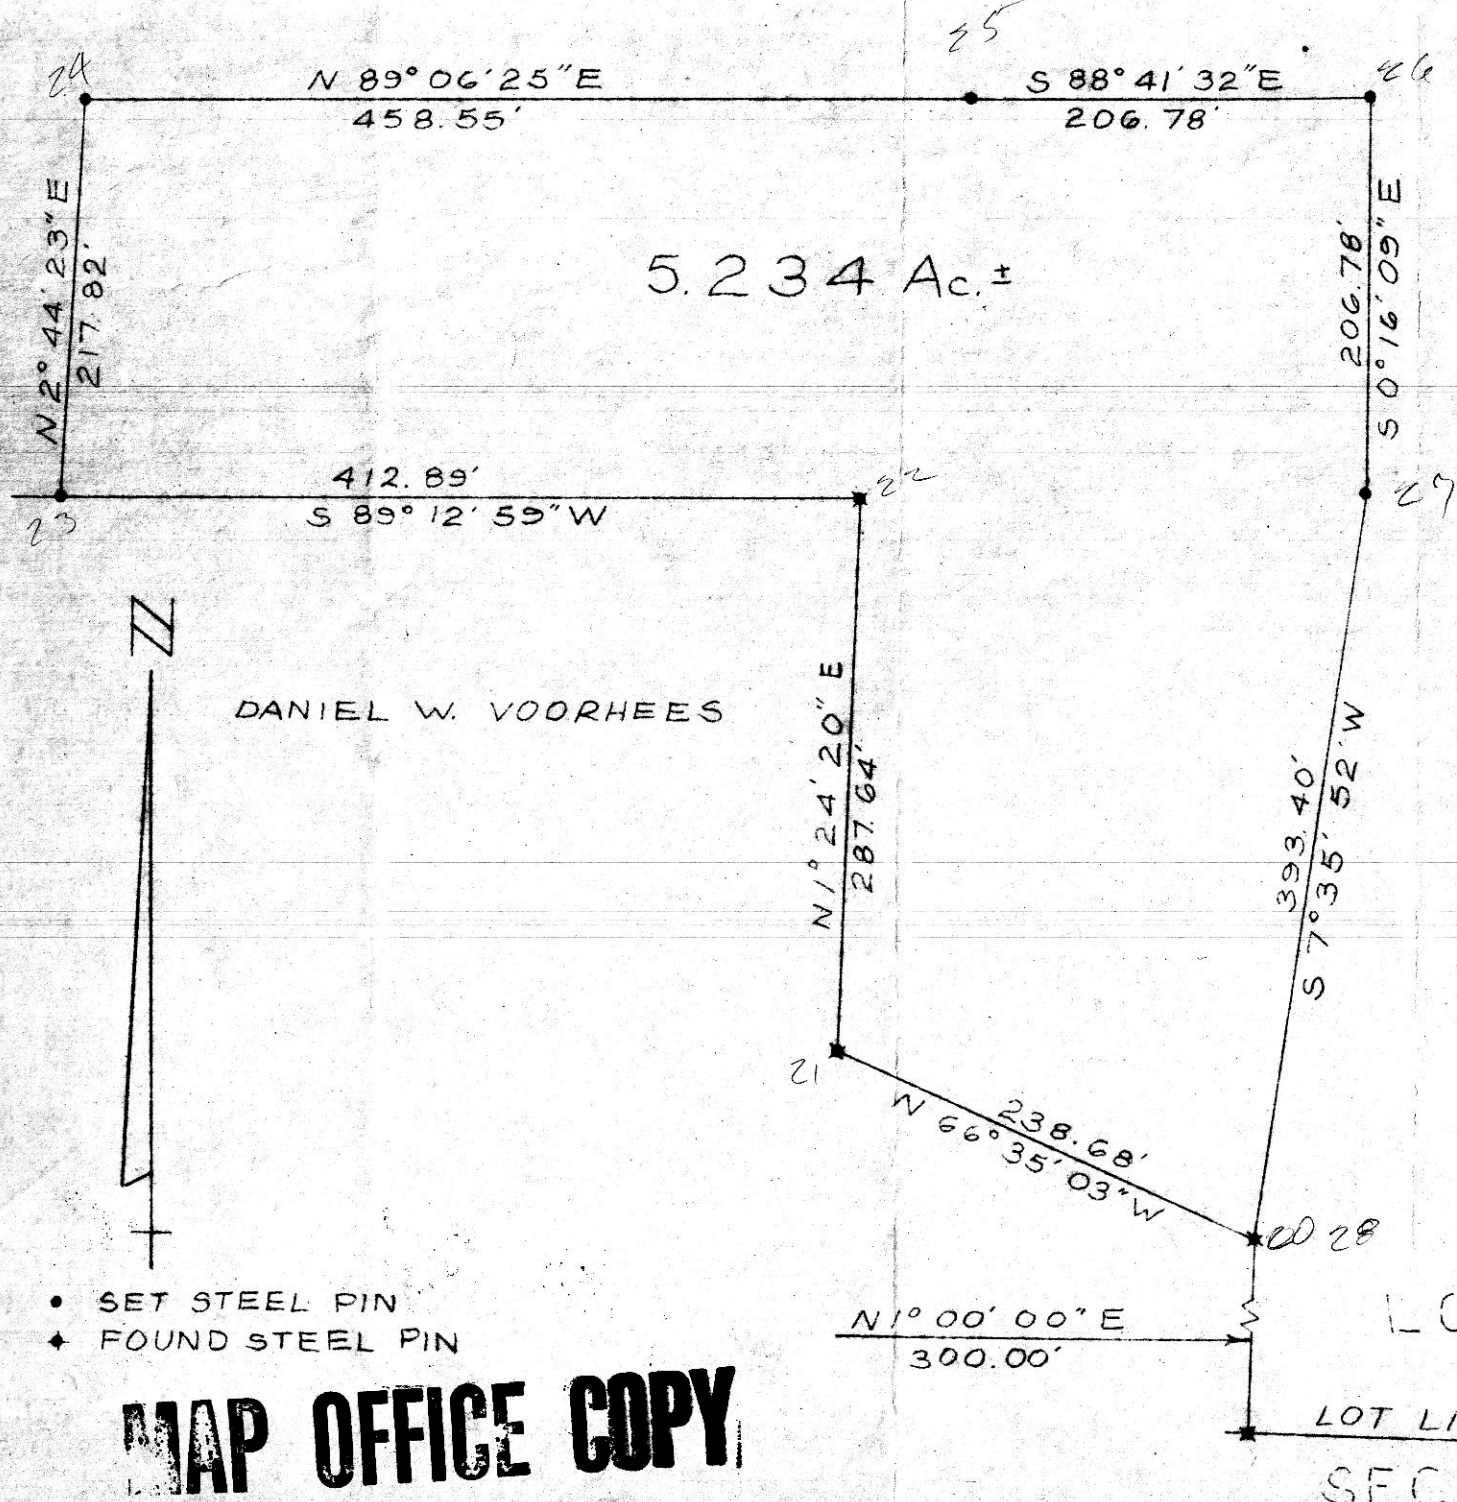 25
24
N 89° 06' 25" E
458.55'
S 88° 41' 32" E
206.78'
26
N 2° 44' 23" E
217.82'
5.234 Ac.±
206.78'
S 0° 16' 09" E
412.89'
S 89° 12' 59" W
22
23
27
N
DANIEL W. VOORHEES
N 1° 24' 20" E
287.64'
393.40'
S 7° 35' 52" W
21
238.68'
N 66° 35' 03" W
20 28
• SET STEEL PIN
FOUND STEEL PIN
N 1° 00' 00" E
300.00'
MAP OFFICE COPY
LOT